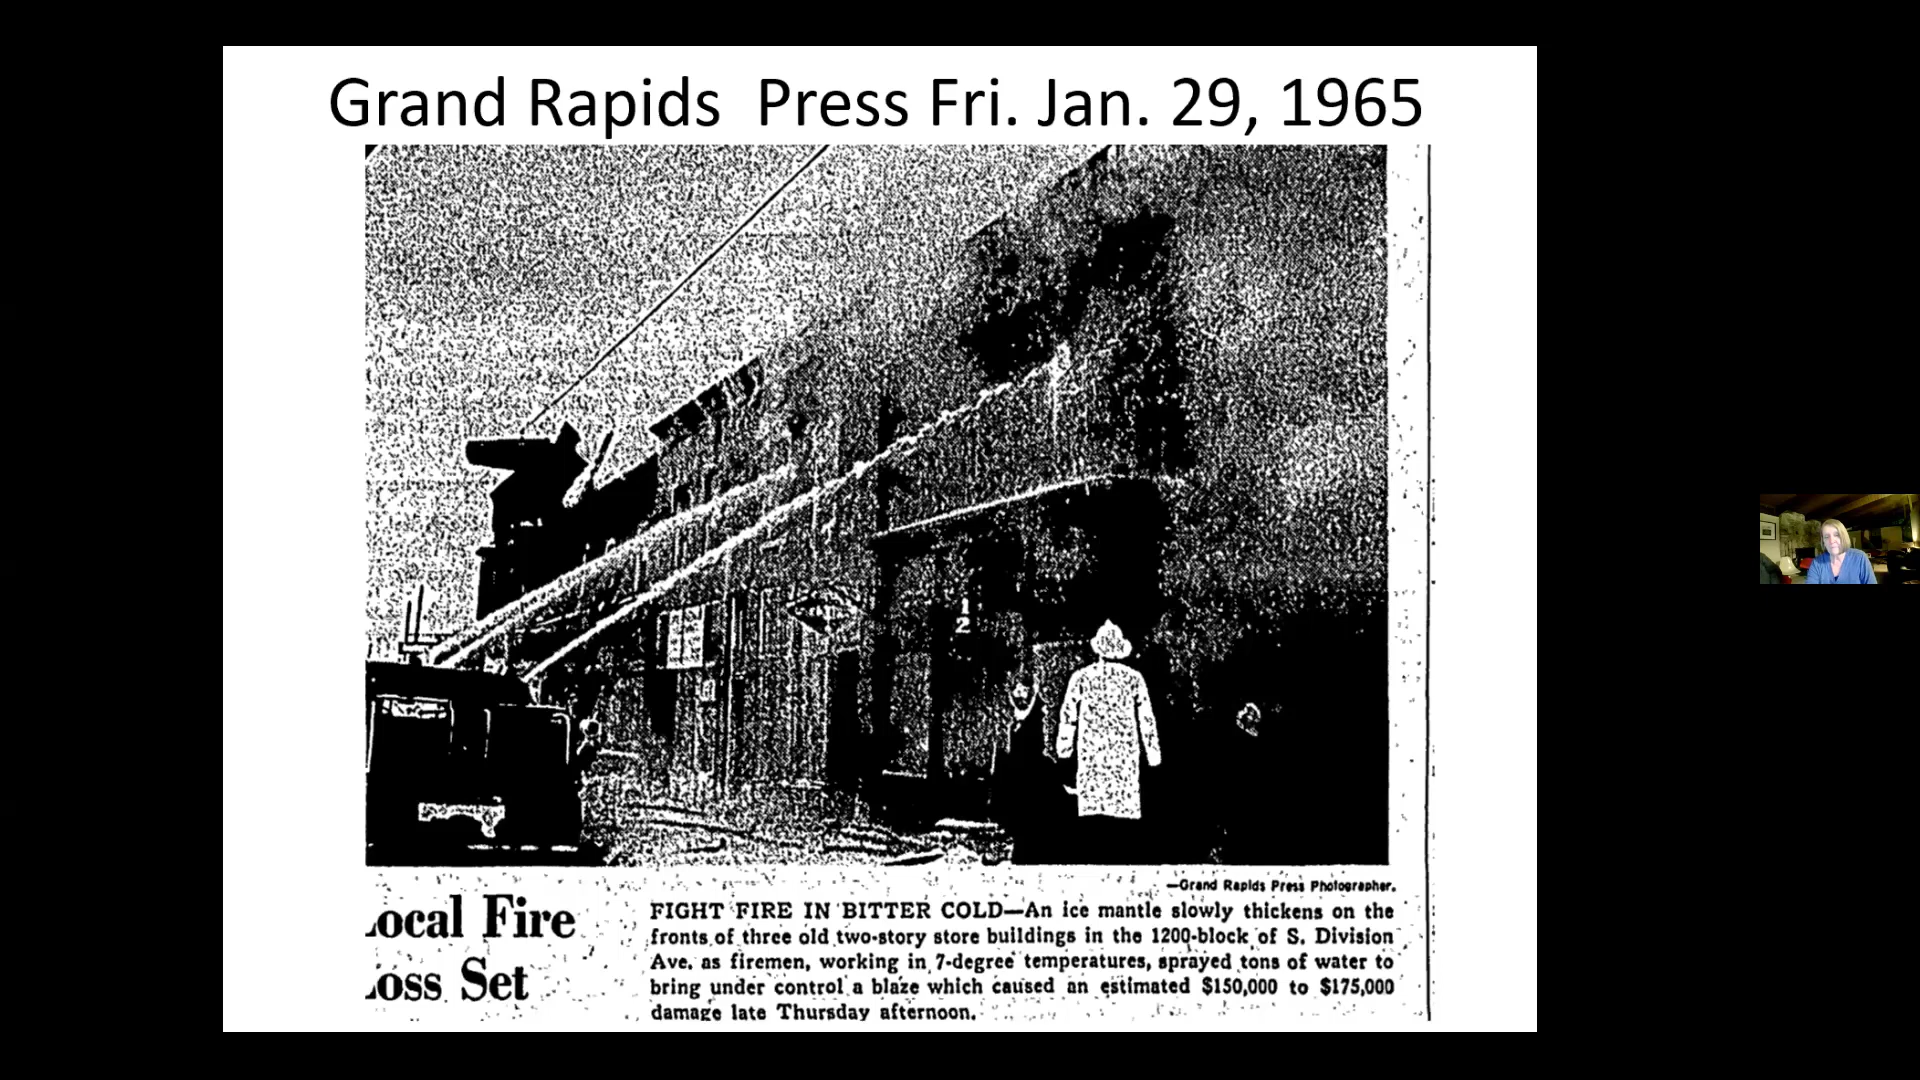 Grand Rapids  Press Fri. Jan. 29, 1965
1
2
—Grand Rapids Press Photographer.
ocal Fire
oss Set
FIGHT FIRE IN BITTER COLD—An ice mantle slowly thickens on the
fronts of three old two-story store buildings in the 1200-block of S. Division
Ave. as firemen, working in 7-degree temperatures, sprayed tons of water to
bring under control a blaze which caused an estimated $150,000 to $175,000
damage late Thursday afternoon.